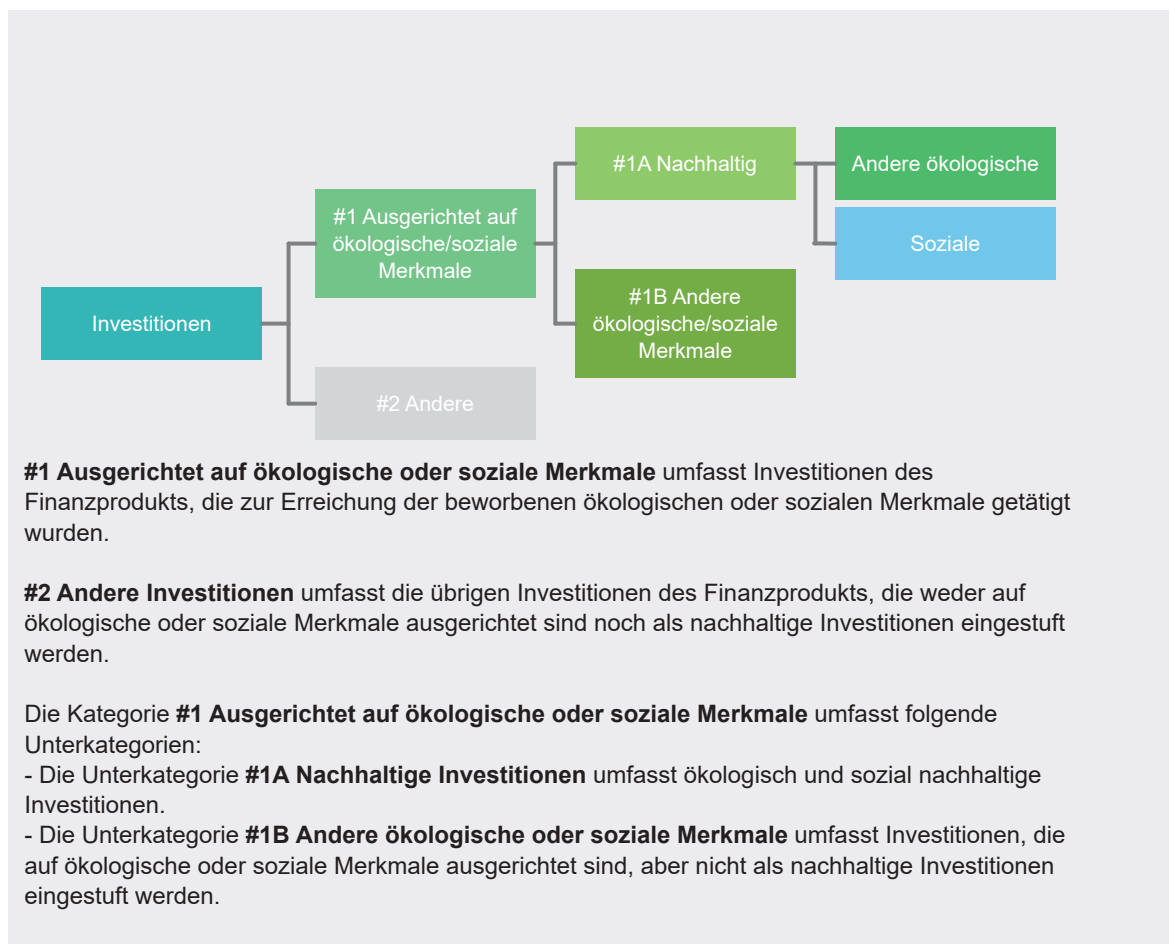 #1A Nachhaltig
Andere ökologische
#1 Ausgerichtet auf
ökologische/soziale
Merkmale
Soziale
Investitionen
#1B Andere
ökologische/soziale
Merkmale
#2 Andere
#1 Ausgerichtet auf ökologische oder soziale Merkmale umfasst Investitionen des
Finanzprodukts, die zur Erreichung der beworbenen ökologischen oder sozialen Merkmale getätigt
wurden.
#2 Andere Investitionen umfasst die übrigen Investitionen des Finanzprodukts, die weder auf
ökologische oder soziale Merkmale ausgerichtet sind noch als nachhaltige Investitionen eingestuft
werden.
Die Kategorie #1 Ausgerichtet auf ökologische oder soziale Merkmale umfasst folgende
Unterkategorien:
- Die Unterkategorie #1A Nachhaltige Investitionen umfasst ökologisch und sozial nachhaltige
Investitionen.
- Die Unterkategorie #1B Andere ökologische oder soziale Merkmale umfasst Investitionen, die
auf ökologische oder soziale Merkmale ausgerichtet sind, aber nicht als nachhaltige Investitionen
eingestuft werden.